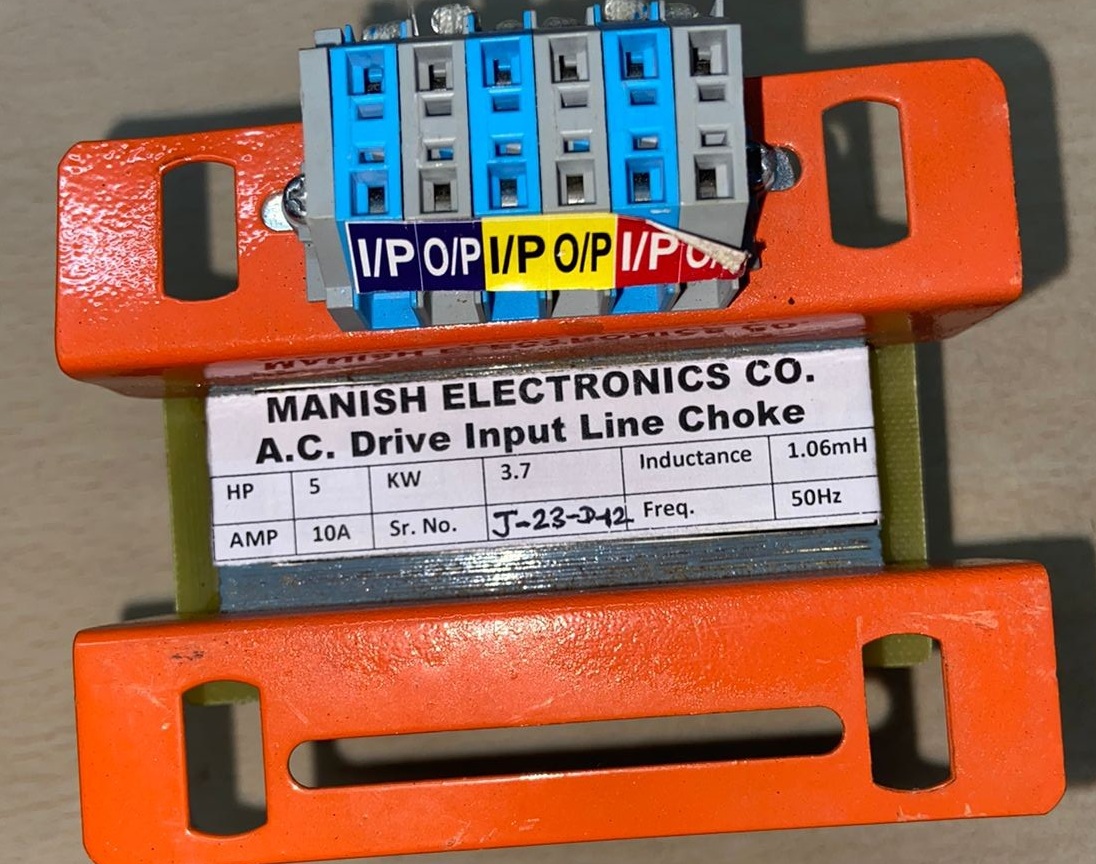 I/P O/P I/P O/P I/P
MANISH ELECTRONICS CO.
A.C. Drive Input Line Choke
HP 5 KW 3.7 Inductance 1.06mH
AMP 10A Sr. No. J-23-D-12 Freq. 50Hz